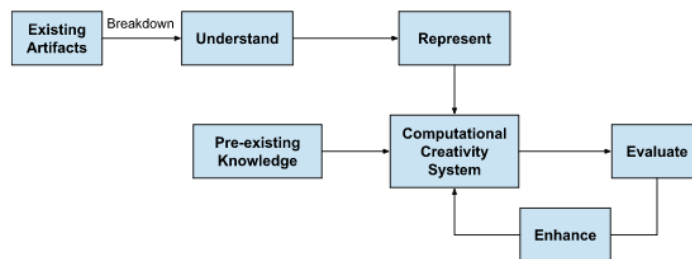 Existing
Artifacts
Breakdown
Understand
Represent
Pre-existing
Knowledge
Computational
Creativity
System
Evaluate
Enhance